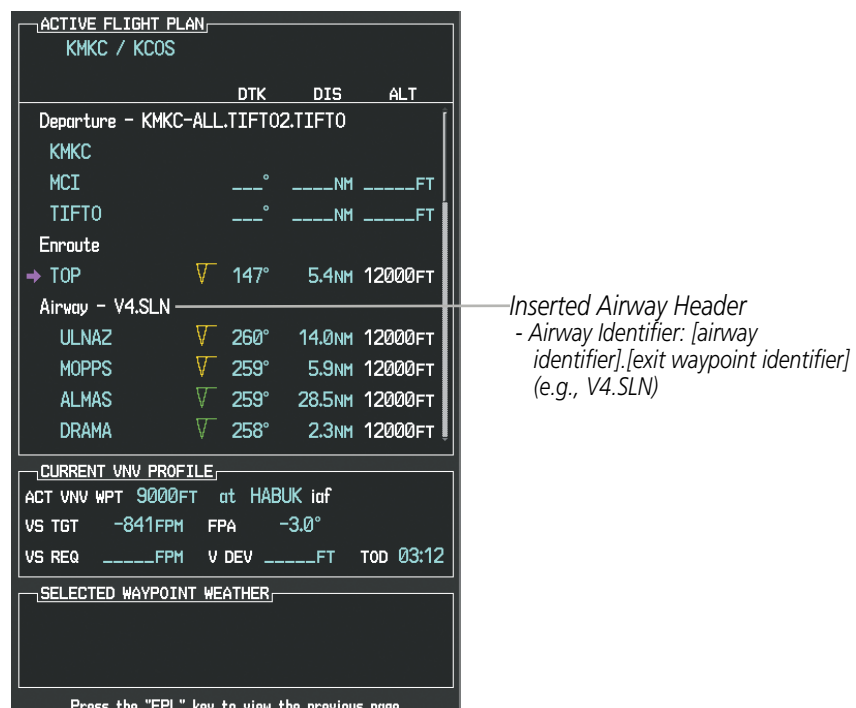 ACTIVE FLIGHT PLAN
KMKC / KCOS
DTK DIS ALT
Departure - KMKC-ALL.TIFTO2.TIFTO
KMKC
MCI ___° ____NM _____FT
TIFTO ___° ____NM _____FT
Enroute
TOP 147° 5.4NM 12000FT
Airway - V4.SLN
ULNAZ 260° 14.0NM 12000FT
MOPPS 259° 5.9NM 12000FT
ALMAS 259° 28.5NM 12000FT
DRAMA 258° 2.3NM 12000FT
CURRENT VNV PROFILE
ACT VNV WPT 9000FT at HABUK iaf
VS TGT -841FPM FPA -3.0°
VS REQ _____FPM V DEV _____FT TOD 03:12
SELECTED WAYPOINT WEATHER
Press the "FPL" key to view the previous page
Inserted Airway Header
- Airway Identifier: [airway
identifier].[exit waypoint identifier]
(e.g., V4.SLN)